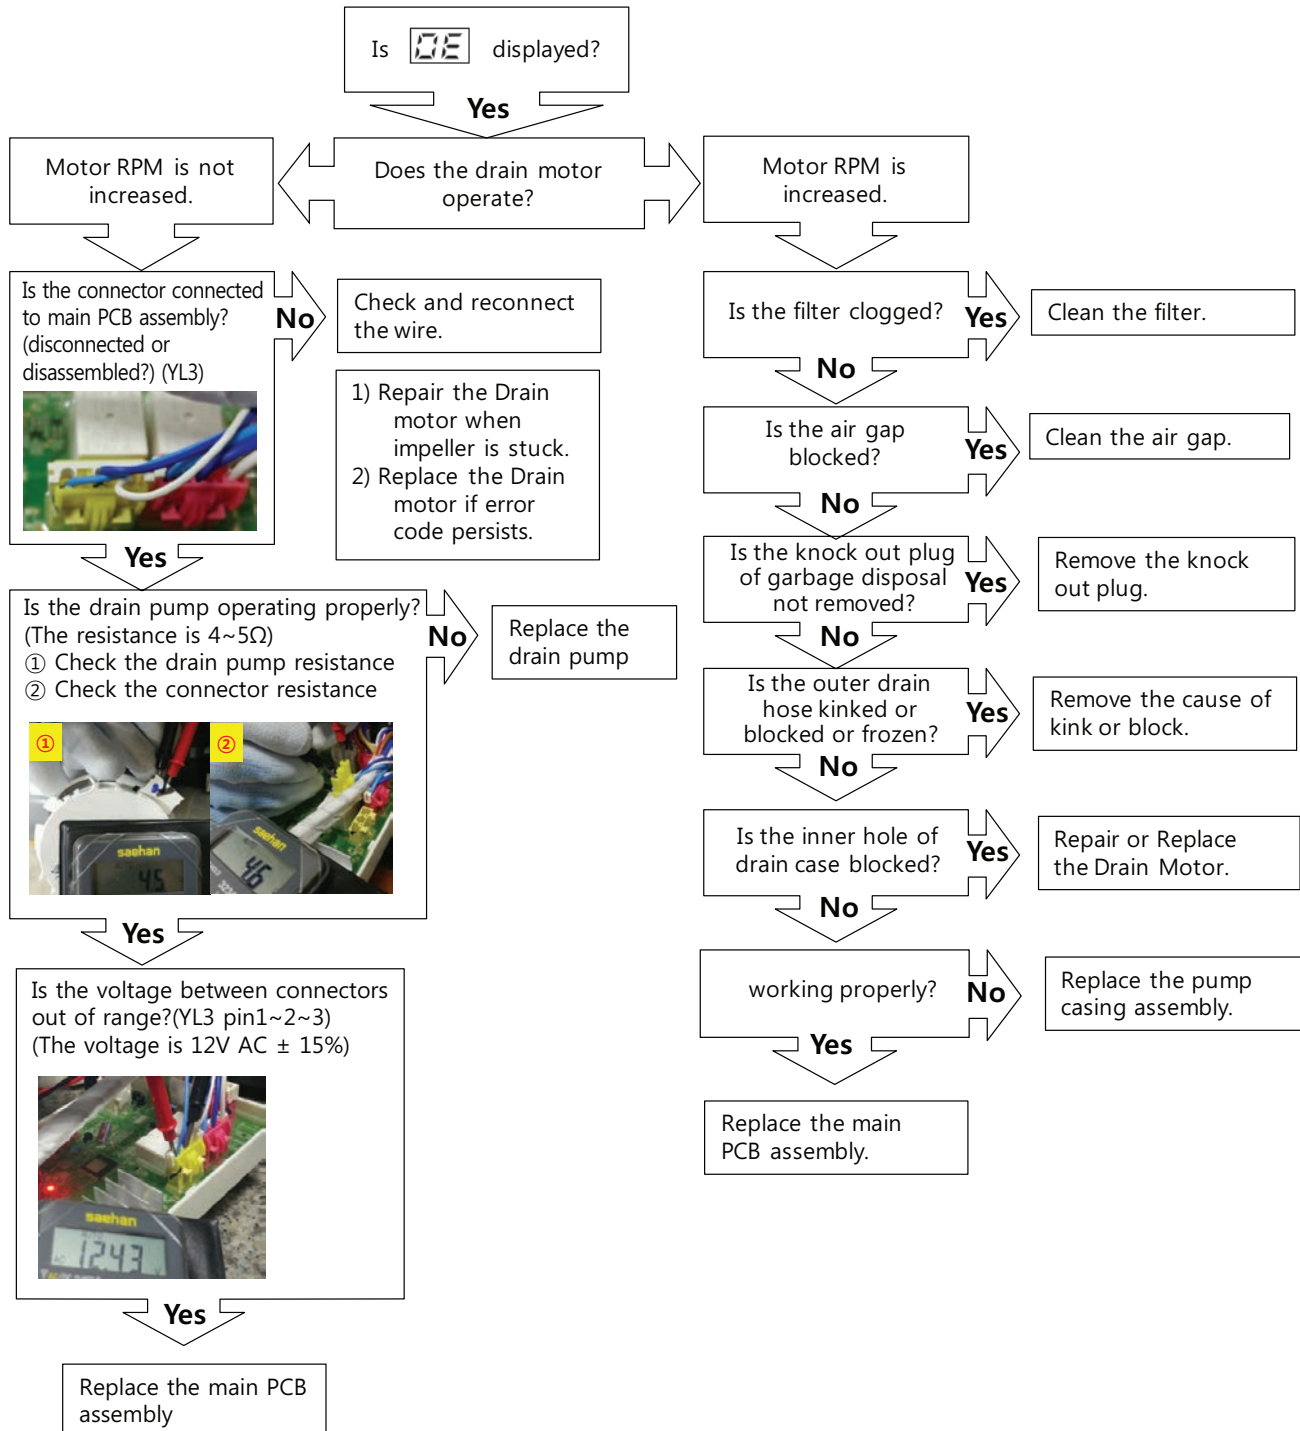 Is OE displayed?
Yes
Motor RPM is not
increased.
Does the drain motor
operate?
Motor RPM is
increased.
Is the connector connected
to main PCB assembly?
(disconnected or
disassembled?) (YL3)
No
Check and reconnect
the wire.
1) Repair the Drain
motor when
impeller is stuck.
2) Replace the Drain
motor if error
code persists.
Yes
Is the drain pump operating properly?
(The resistance is 4~5Ω)
① Check the drain pump resistance
② Check the connector resistance
No
Replace the
drain pump
①
②
saehan
4.5
saehan
4.6
Yes
Is the voltage between connectors
out of range?(YL3 pin1~2~3)
(The voltage is 12V AC ± 15%)
saehan
12.43
Yes
Replace the main PCB
assembly
Is the filter clogged?
Yes
Clean the filter.
No
Is the air gap
blocked?
Yes
Clean the air gap.
No
Is the knock out plug
of garbage disposal
not removed?
Yes
Remove the knock
out plug.
No
Is the outer drain
hose kinked or
blocked or frozen?
Yes
Remove the cause of
kink or block.
No
Is the inner hole of
drain case blocked?
Yes
Repair or Replace
the Drain Motor.
No
working properly?
No
Replace the pump
casing assembly.
Yes
Replace the main
PCB assembly.